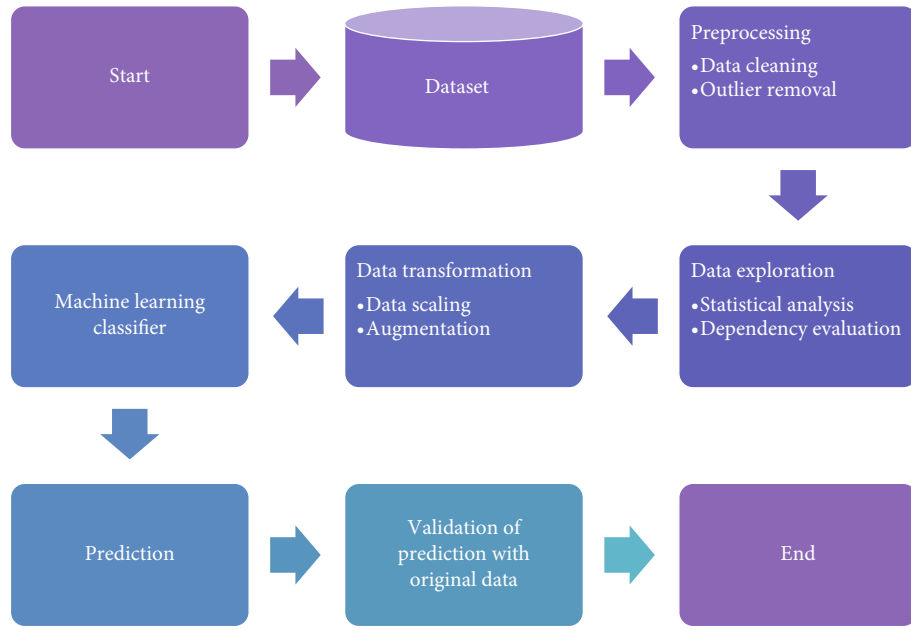 Start
Dataset
Preprocessing
•Data cleaning
•Outlier removal
Machine learning
classifier
Data transformation
•Data scaling
•Augmentation
Data exploration
•Statistical analysis
•Dependency evaluation
Prediction
Validation of
prediction with
original data
End